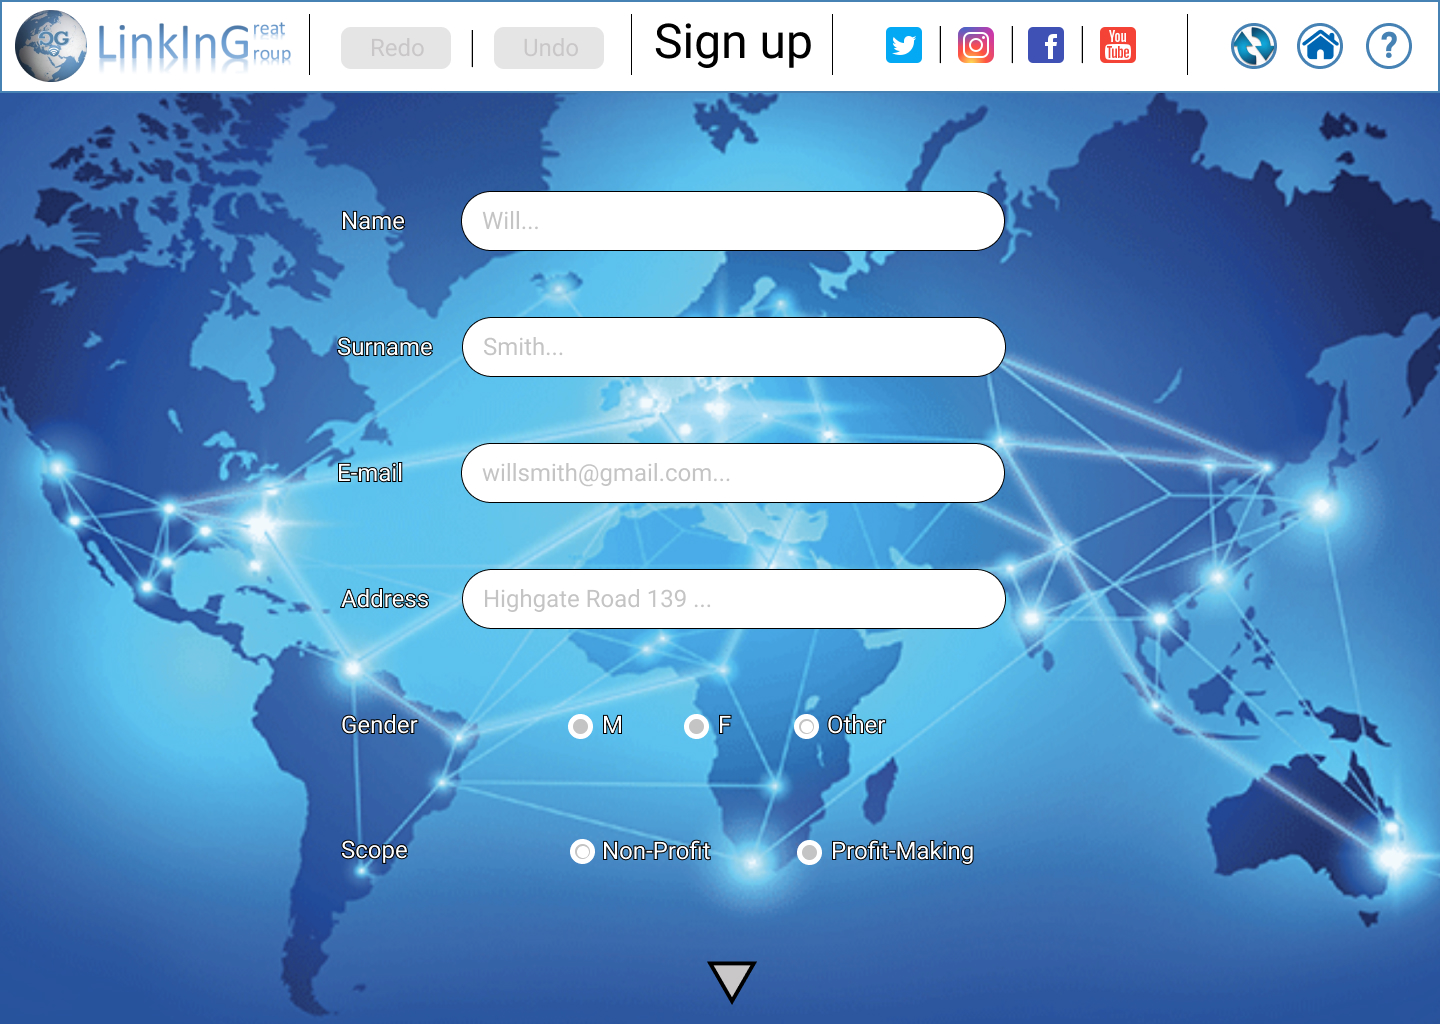 GG
LinkInG
reat
roup
Redo
Undo
Sign up
You
Tube
?
Name
Will...
Surname
Smith...
E-mail
willsmith@gmail.com...
Address
Highgate Road 139 ...
Gender
M
F
Other
Scope
Non-Profit
Profit-Making